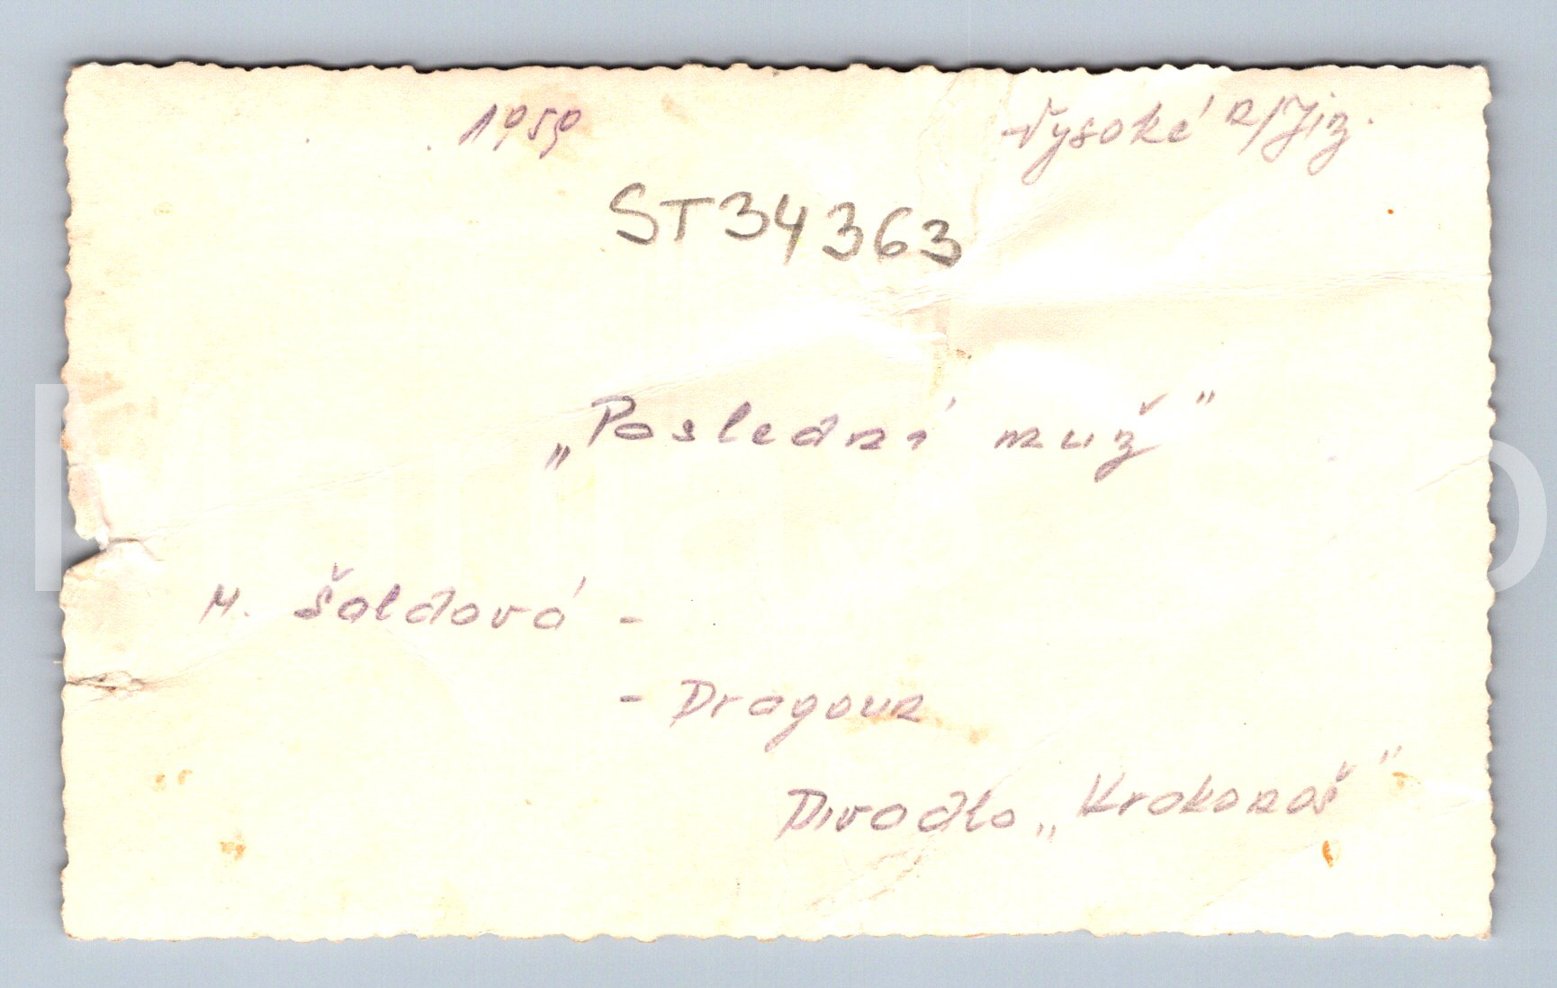 1959 Vysoké n/Jiz.
ST34363
„Poslední muž"
M. Šoldová -
- Dragoun
Divadlo „Krakonoš"